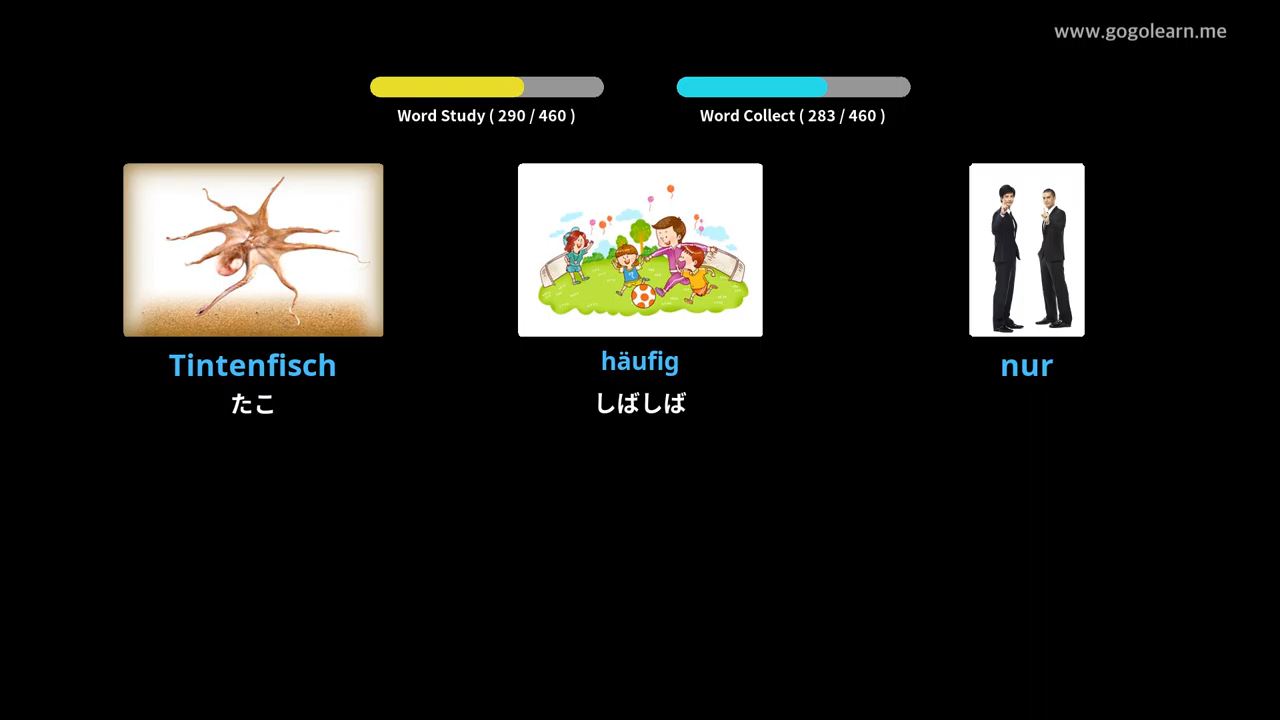 www.gogolearn.me
Word Study ( 290 / 460 )
Word Collect ( 283 / 460 )
Tintenfisch
häufig
nur
たこ
しばしば